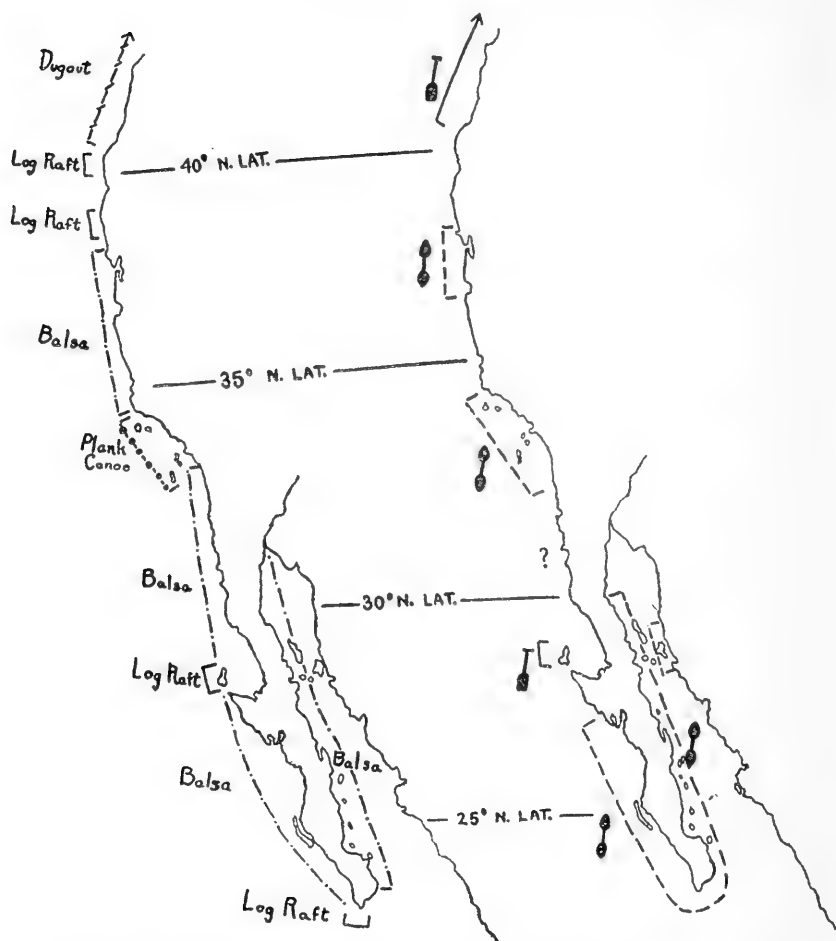 Dugout
Log Raft
40° N. LAT.
Log Raft
Balsa
35° N. LAT.
Plank
Canoe
?
Balsa
30° N. LAT.
Log Raft
Balsa
Balsa
25° N. LAT.
Log Raft